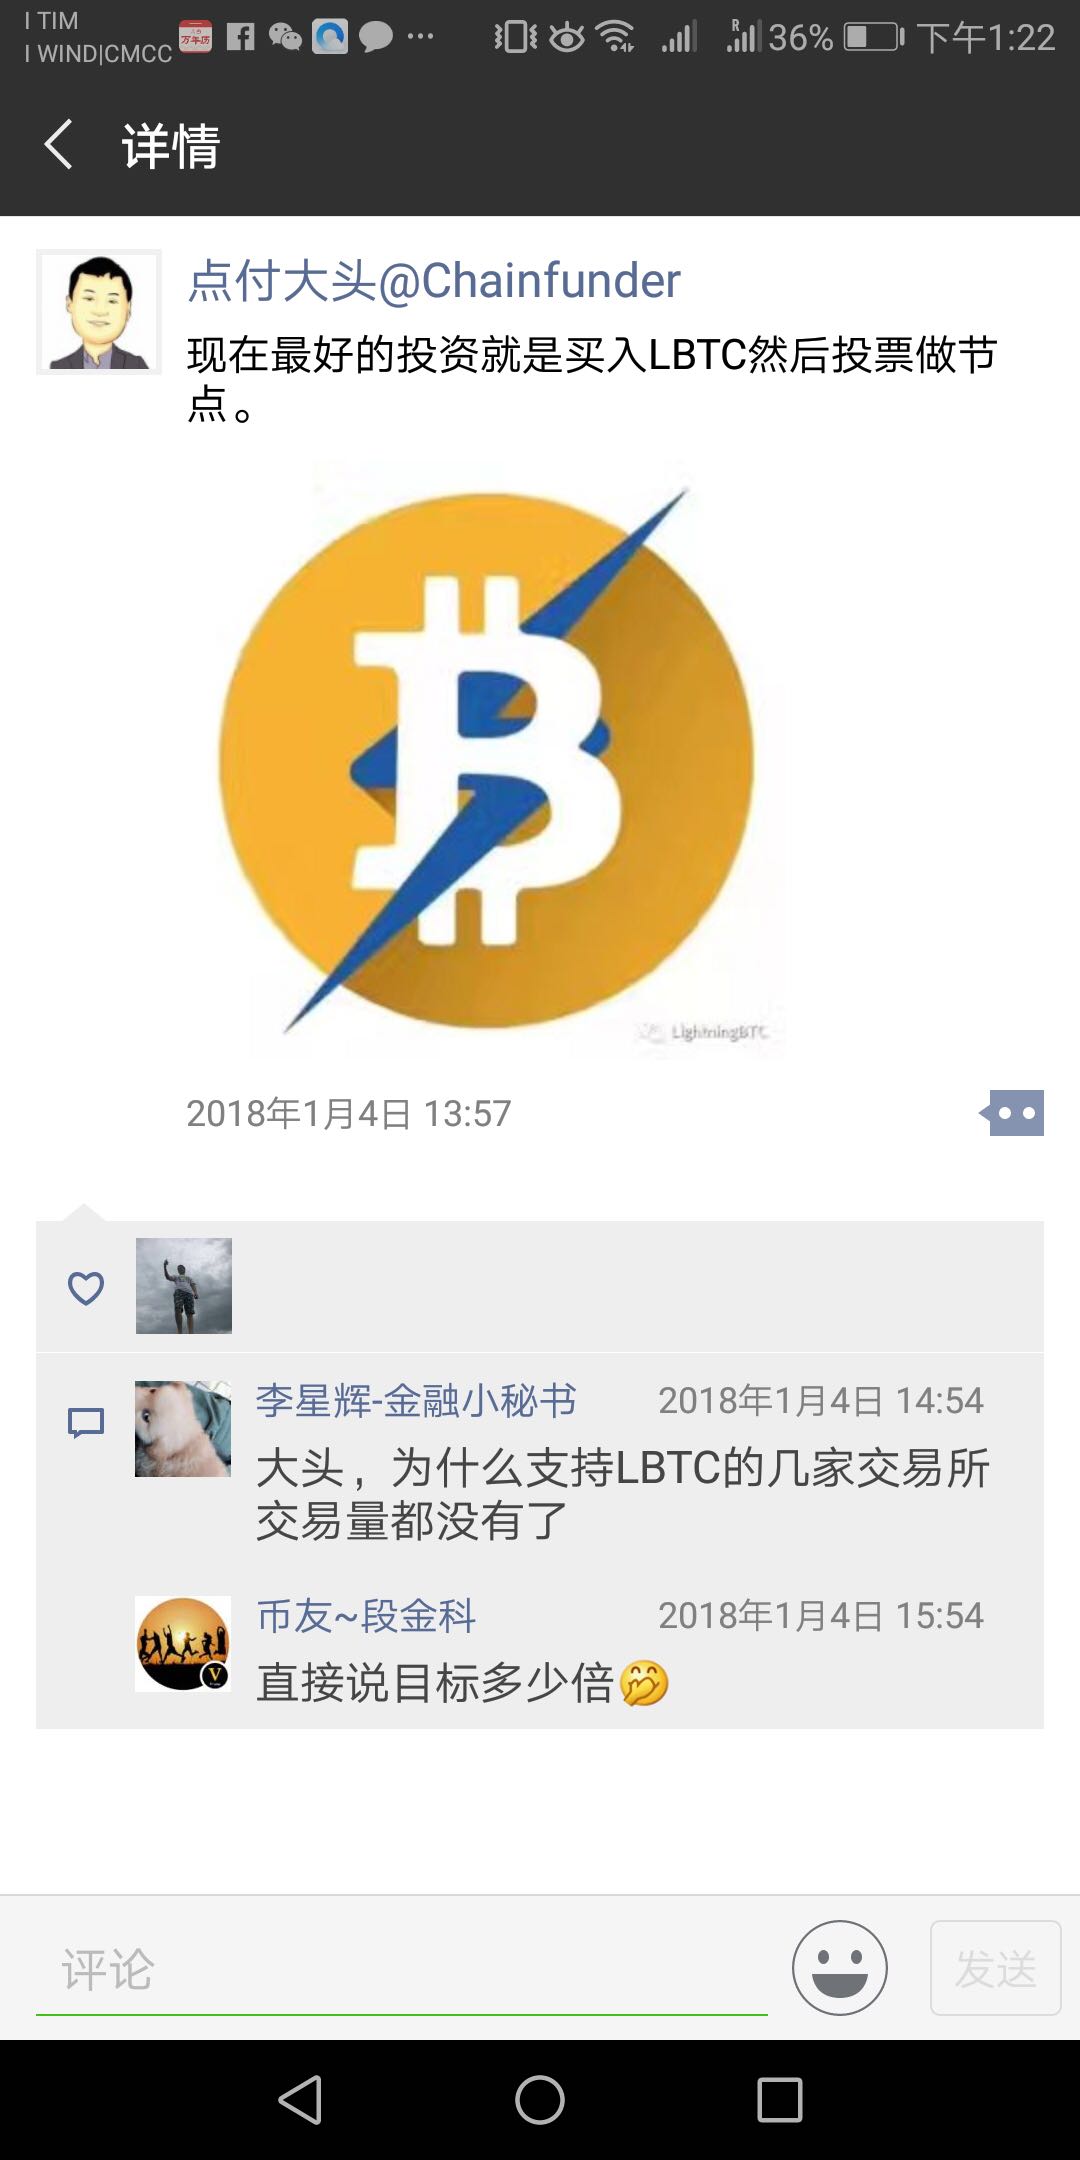 I TIM
I WIND|CMCC
万年历
36%
下午1:22
详情
点付大头@Chainfunder
现在最好的投资就是买入LBTC然后投票做节
点。
LightningBTC
2018年1月4日 13:57
李星辉-金融小秘书
2018年1月4日 14:54
大头，为什么支持LBTC的几家交易所
交易量都没有了
币友~段金科
2018年1月4日 15:54
V
直接说目标多少倍🤭
评论
发送